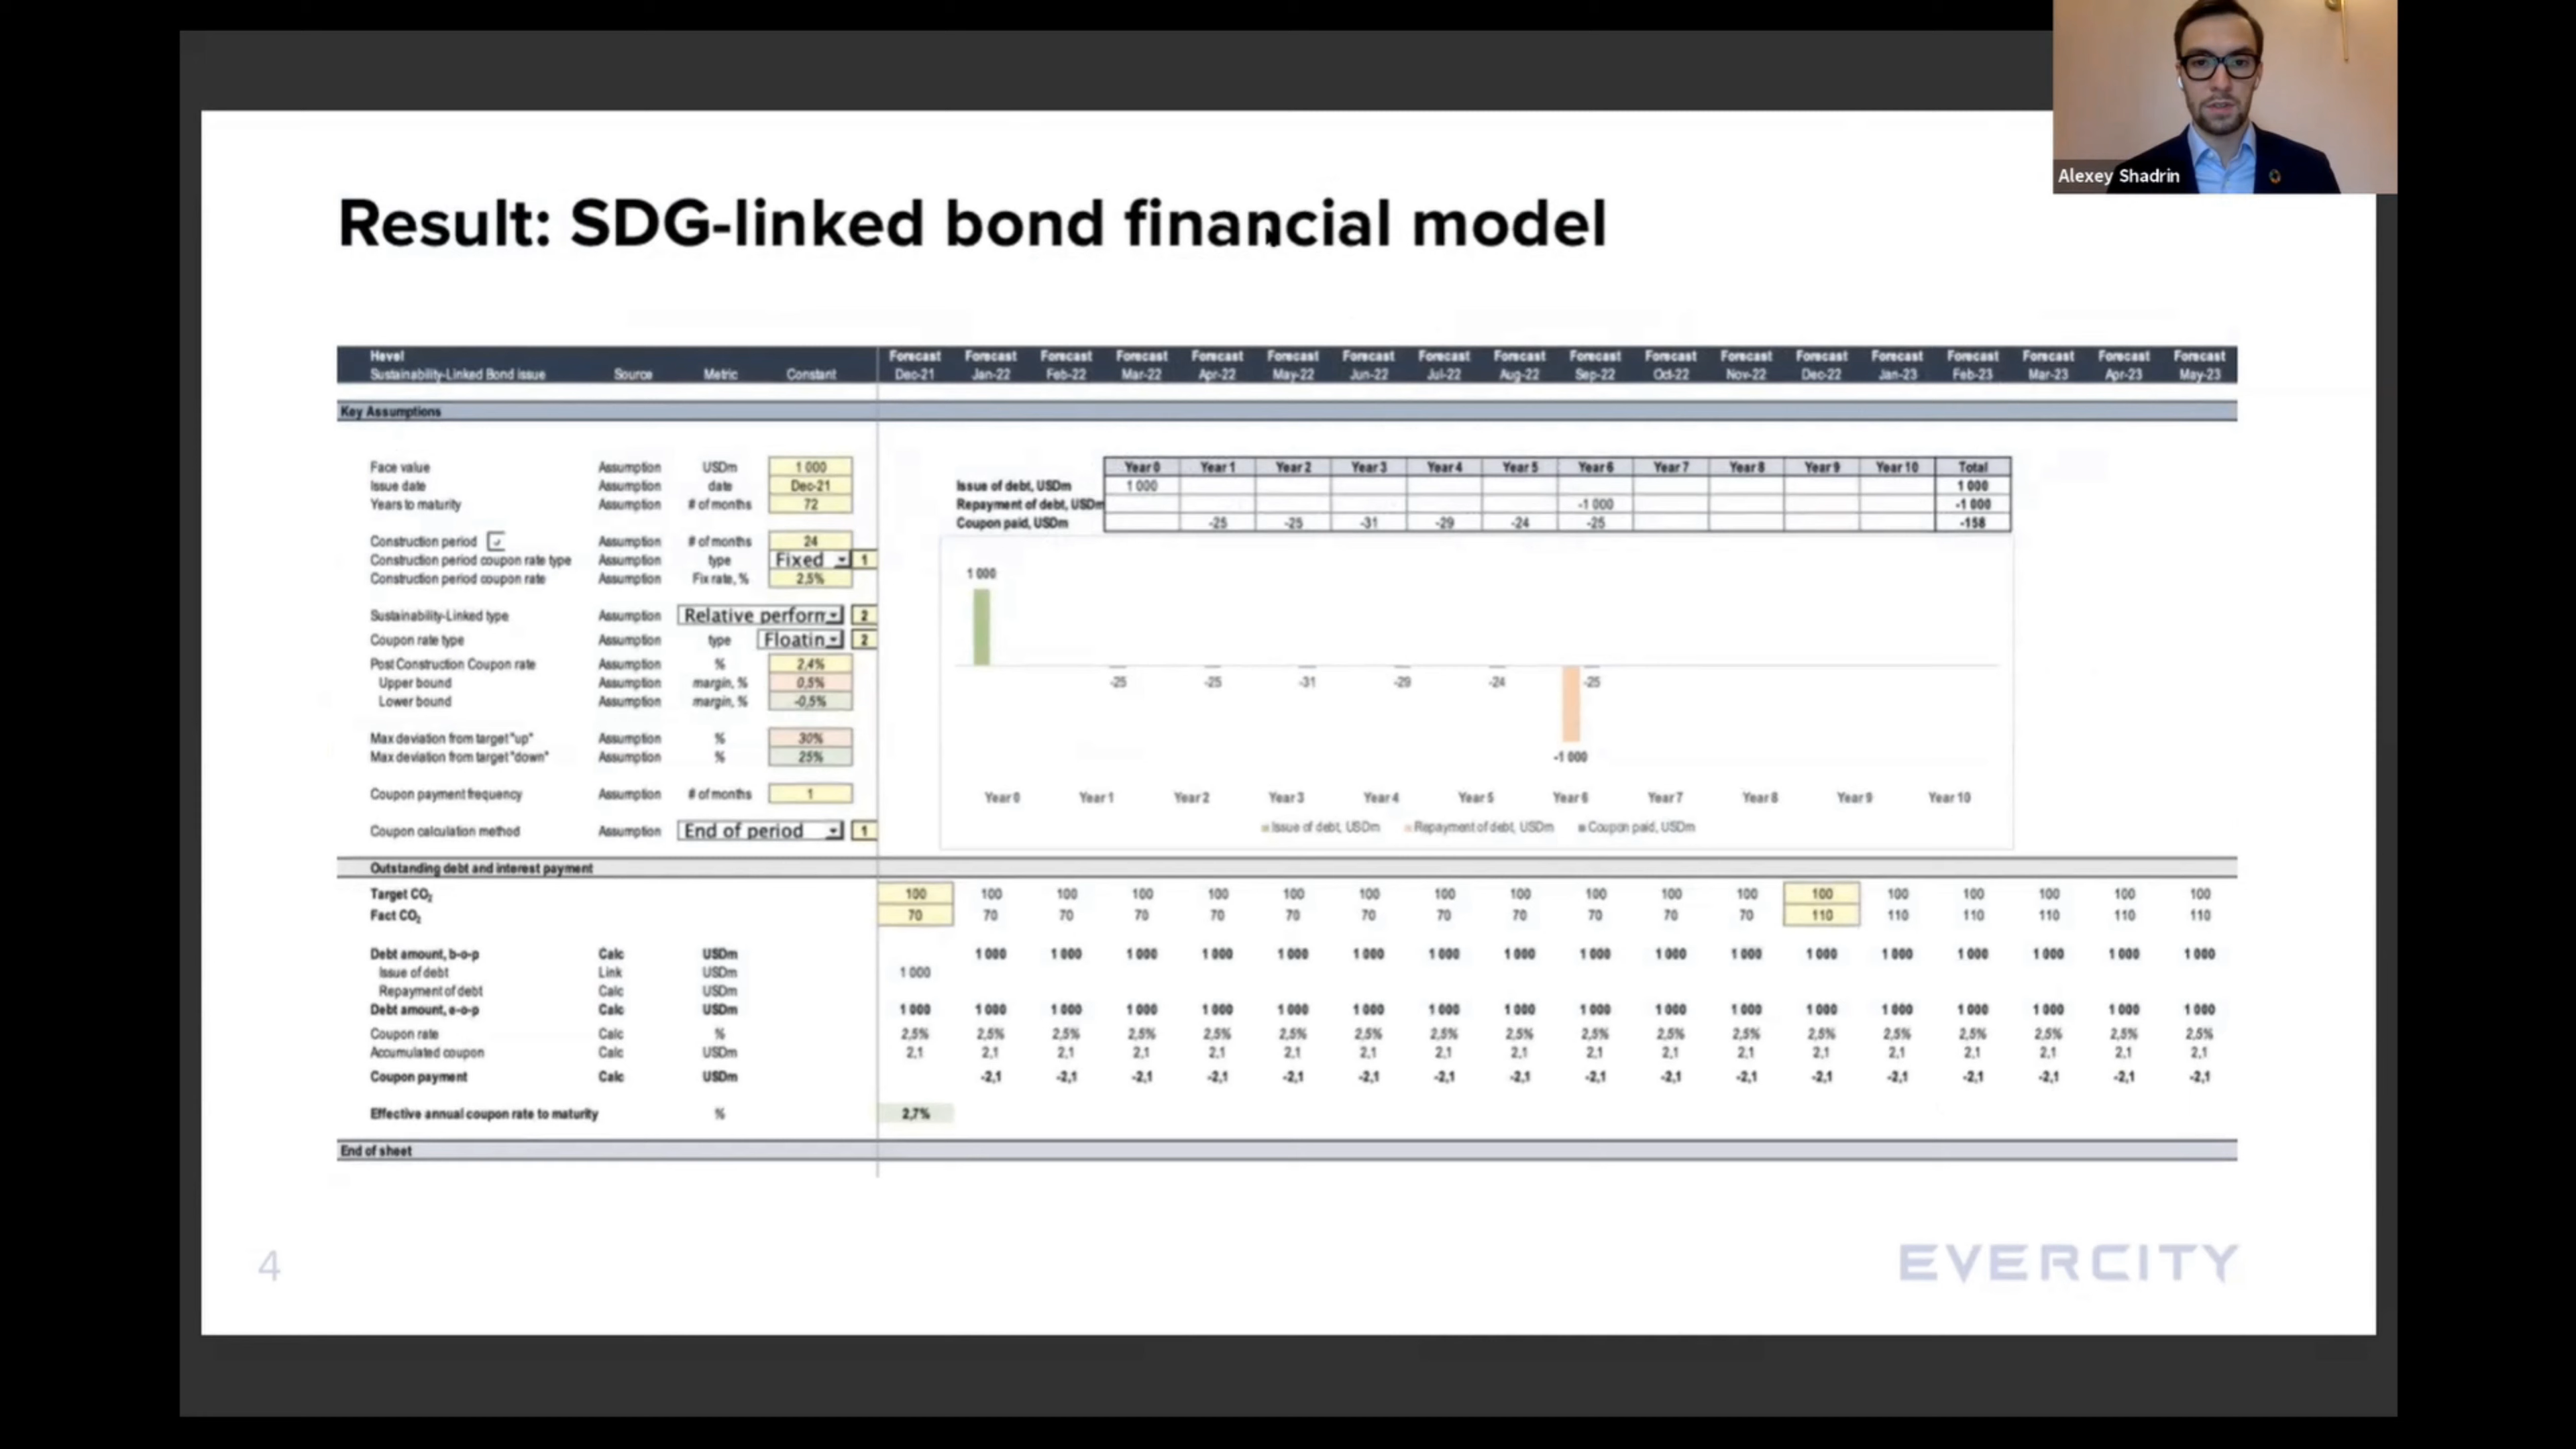 Alexey Shadrin
Result: SDG-linked bond financial model
Hevel Forecast Forecast Forecast Forecast Forecast Forecast Forecast Forecast Forecast Forecast Forecast Forecast Forecast Forecast Forecast Forecast Forecast Forecast
Sustainability-Linked Bond issue Source Metric Constant Dec-21 Jan-22 Feb-22 Mar-22 Apr-22 May-22 Jun-22 Jul-22 Aug-22 Sep-22 Oct-22 Nov-22 Dec-22 Jan-23 Feb-23 Mar-23 Apr-23 May-23
Key Assumptions
Face value Assumption USDm 1 000
Issue date Assumption date Dec-21
Years to maturity Assumption # of months 72
Construction period Assumption # of months 24
Construction period coupon rate type Assumption type Fixed 1
Construction period coupon rate Assumption Fix rate, % 2,5%
Sustainability-Linked type Assumption Relative perform 2
Coupon rate type Assumption type Floatin 2
Post Construction Coupon rate Assumption % 2,4%
Upper bound Assumption margin, % 0,5%
Lower bound Assumption margin, % -0,5%
Max deviation from target "up" Assumption % 30%
Max deviation from target "down" Assumption % 25%
Coupon payment frequency Assumption # of months 1
Coupon calculation method Assumption End of period 1
Year 0 Year 1 Year 2 Year 3 Year 4 Year 5 Year 6 Year 7 Year 8 Year 9 Year 10 Total
Issue of debt, USDm 1 000 1 000
Repayment of debt, USDm -1 000 -1 000
Coupon paid, USDm -25 -25 -31 -29 -24 -25 -158
1 000
-25 -25 -31 -29 -24 -25
-1 000
Year 0 Year 1 Year 2 Year 3 Year 4 Year 5 Year 6 Year 7 Year 8 Year 9 Year 10
Issue of debt, USDm Repayment of debt, USDm Coupon paid, USDm
Outstanding debt and interest payment
Target CO₂ 100 100 100 100 100 100 100 100 100 100 100 100 100 100 100 100 100 100
Fact CO₂ 70 70 70 70 70 70 70 70 70 70 70 70 110 110 110 110 110 110
Debt amount, b-o-p Calc USDm 1 000 1 000 1 000 1 000 1 000 1 000 1 000 1 000 1 000 1 000 1 000 1 000 1 000 1 000 1 000 1 000 1 000
Issue of debt Link USDm 1 000
Repayment of debt Calc USDm
Debt amount, e-o-p Calc USDm 1 000 1 000 1 000 1 000 1 000 1 000 1 000 1 000 1 000 1 000 1 000 1 000 1 000 1 000 1 000 1 000 1 000 1 000
Coupon rate Calc % 2,5% 2,5% 2,5% 2,5% 2,5% 2,5% 2,5% 2,5% 2,5% 2,5% 2,5% 2,5% 2,5% 2,5% 2,5% 2,5% 2,5% 2,5%
Accumulated coupon Calc USDm 2,1 2,1 2,1 2,1 2,1 2,1 2,1 2,1 2,1 2,1 2,1 2,1 2,1 2,1 2,1 2,1 2,1 2,1
Coupon payment Calc USDm -2,1 -2,1 -2,1 -2,1 -2,1 -2,1 -2,1 -2,1 -2,1 -2,1 -2,1 -2,1 -2,1 -2,1 -2,1 -2,1 -2,1
Effective annual coupon rate to maturity % 2,7%
End of sheet
4
EVERCITY